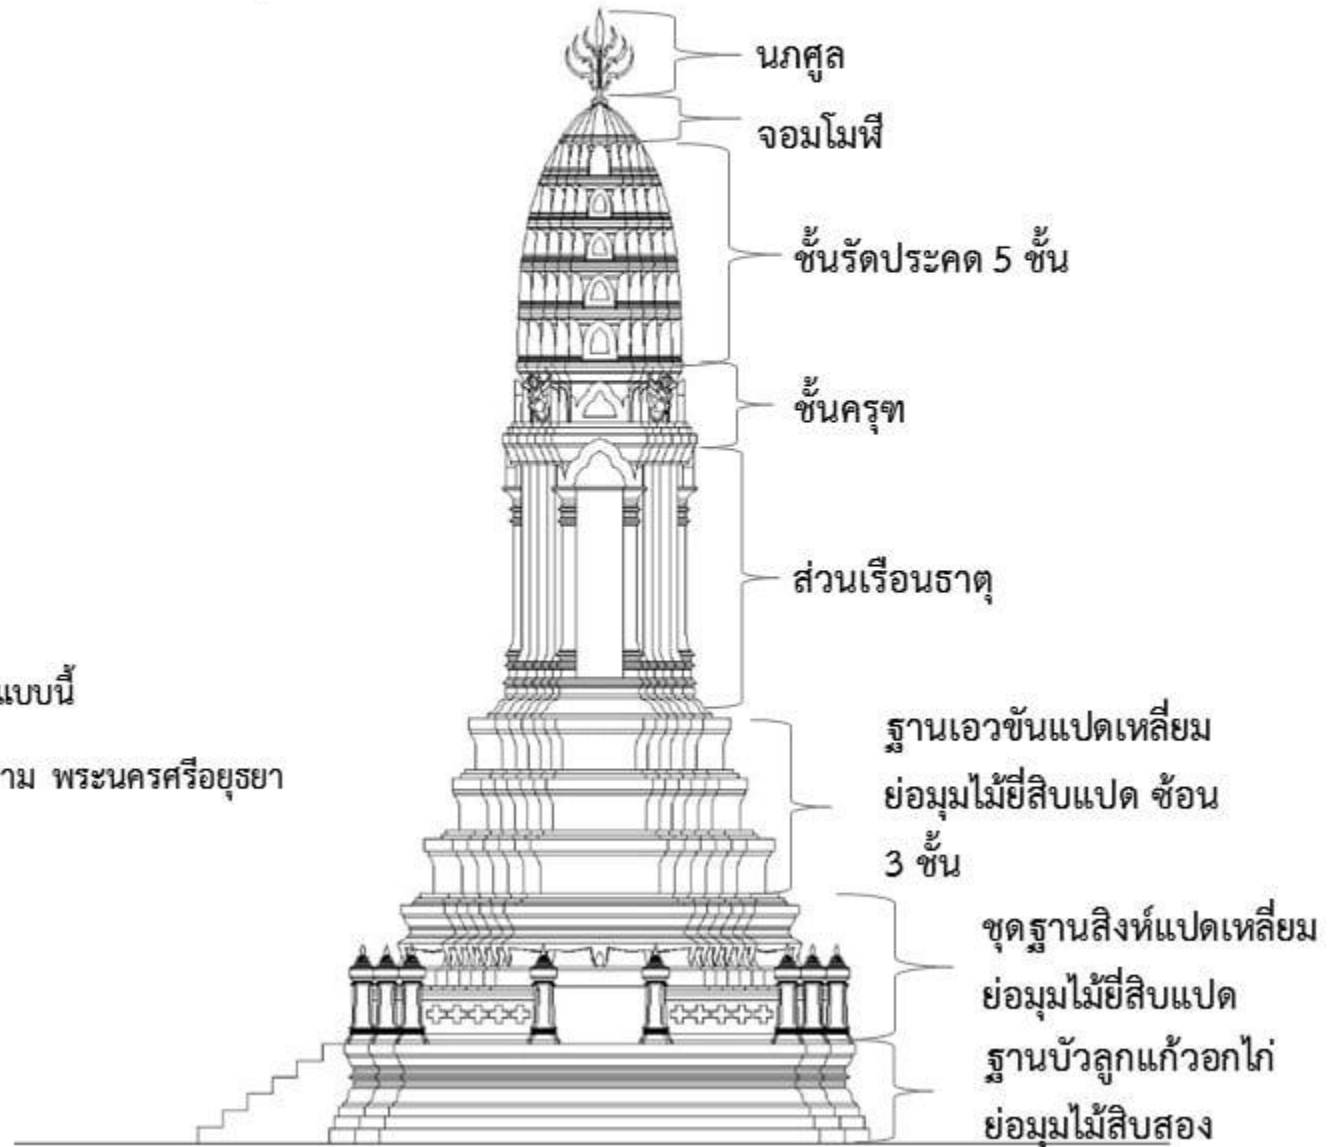 นภศูล
จอมโมฬี
ชั้นรัดประคด 5 ชั้น
ชั้นครุฑ
ส่วนเรือนธาตุ
แบบนี้
ฐานเอวขันแปดเหลี่ยม
าม พระนครศรีอยุธยา
ย่อมุมไม้ยี่สิบแปด ซ้อน
3 ชั้น
ชุดฐานสิงห์แปดเหลี่ยม
ย่อมุมไม้ยี่สิบแปด
ฐานบัวลูกแก้วอกไก่
ย่อมุมไม้สิบสอง